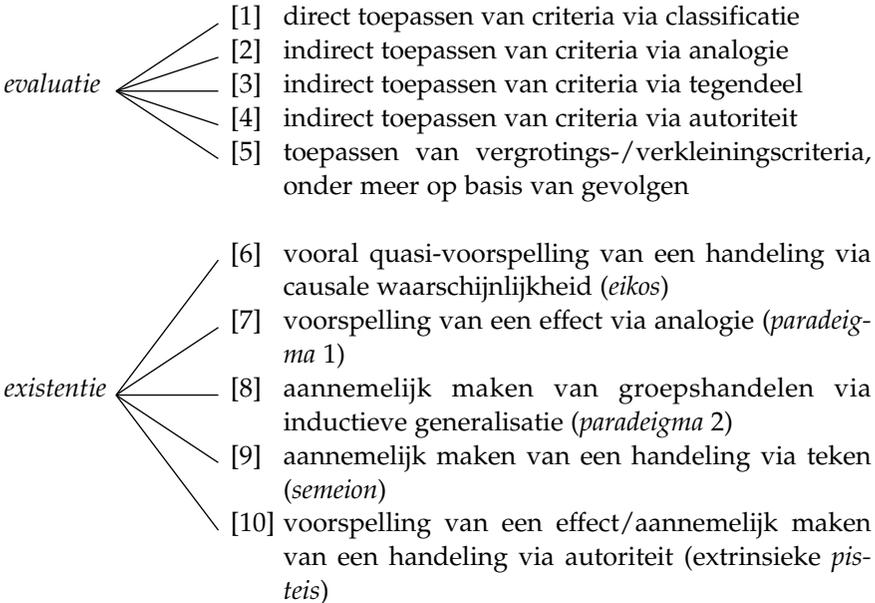 [1] direct toepassen van criteria via classificatie
[2] indirect toepassen van criteria via analogie
evaluatie [3] indirect toepassen van criteria via tegendeel
[4] indirect toepassen van criteria via autoriteit
[5] toepassen van vergrotings-/verkleiningscriteria,
onder meer op basis van gevolgen
[6] vooral quasi-voorspelling van een handeling via
causale waarschijnlijkheid (eikos)
[7] voorspelling van een effect via analogie (paradeig-
ma 1)
existentie [8] aannemelijk maken van groepshandelen via
inductieve generalisatie (paradeigma 2)
[9] aannemelijk maken van een handeling via teken
(semeion)
[10] voorspelling van een effect/aannemelijk maken
van een handeling via autoriteit (extrinsieke pis-
teis)